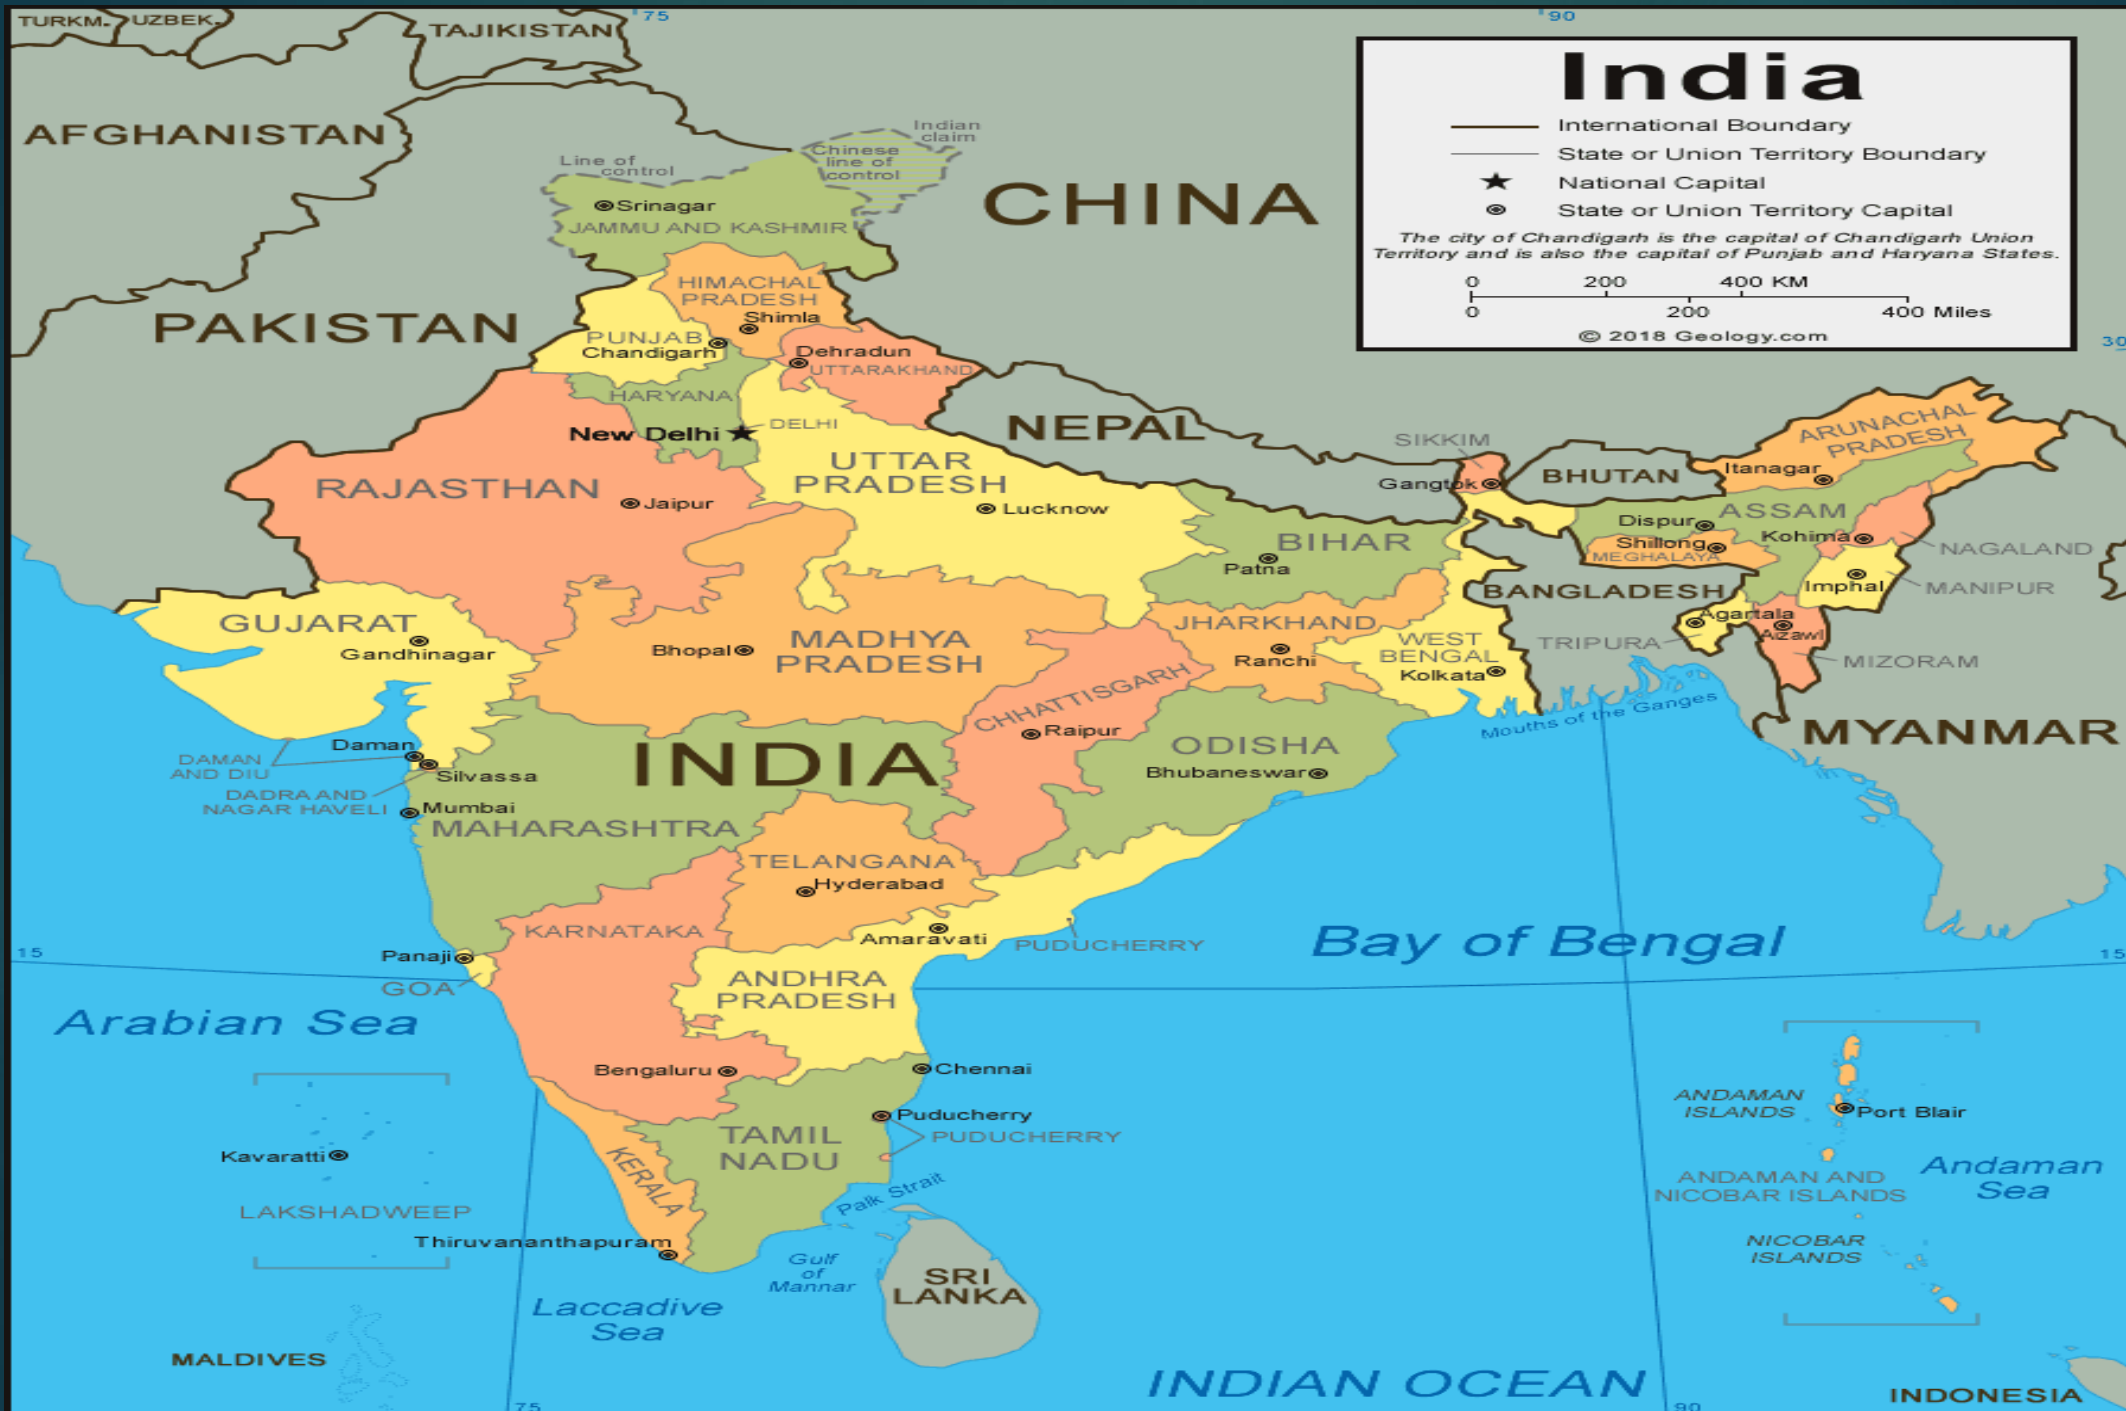 TURKM.
UZBEK.
TAJIKISTAN
75
90
India
International Boundary
State or Union Territory Boundary
National Capital
State or Union Territory Capital
The city of Chandigarh is the capital of Chandigarh Union
Territory and is also the capital of Punjab and Haryana States.
0 200 400 KM
0 200 400 Miles
© 2018 Geology.com
AFGHANISTAN
Indian
claim
Chinese
line of
control
Line of
control
CHINA
Srinagar
JAMMU AND KASHMIR
HIMACHAL
PRADESH
Shimla
PAKISTAN
PUNJAB
Chandigarh
Dehradun
UTTARAKHAND
30
HARYANA
New Delhi
DELHI
NEPAL
SIKKIM
Gangtok
BHUTAN
ARUNACHAL
PRADESH
Itanagar
RAJASTHAN
Jaipur
UTTAR
PRADESH
Lucknow
BIHAR
Patna
Dispur
ASSAM
Shillong
MEGHALAYA
Kohima
NAGALAND
Imphal
MANIPUR
BANGLADESH
GUJARAT
Gandhinagar
Bhopal
MADHYA
PRADESH
JHARKHAND
Ranchi
WEST
BENGAL
Kolkata
TRIPURA
Agartala
Aizawl
MIZORAM
CHHATTISGARH
Raipur
Mouths of the Ganges
MYANMAR
DAMAN
AND DIU
Daman
Silvassa
DADRA AND
NAGAR HAVELI
Mumbai
INDIA
ODISHA
Bhubaneswar
MAHARASHTRA
TELANGANA
Hyderabad
KARNATAKA
Amaravati
PUDUCHERRY
Bay of Bengal
15
15
Panaji
GOA
ANDHRA
PRADESH
Arabian Sea
Bengaluru
Chennai
Puducherry
PUDUCHERRY
TAMIL
NADU
KERALA
Kavaratti
LAKSHADWEEP
Thiruvananthapuram
Palk Strait
Gulf
of
Mannar
SRI
LANKA
Laccadive
Sea
MALDIVES
ANDAMAN
ISLANDS
Port Blair
ANDAMAN AND
NICOBAR ISLANDS
Andaman
Sea
NICOBAR
ISLANDS
INDIAN OCEAN
INDONESIA
75
90